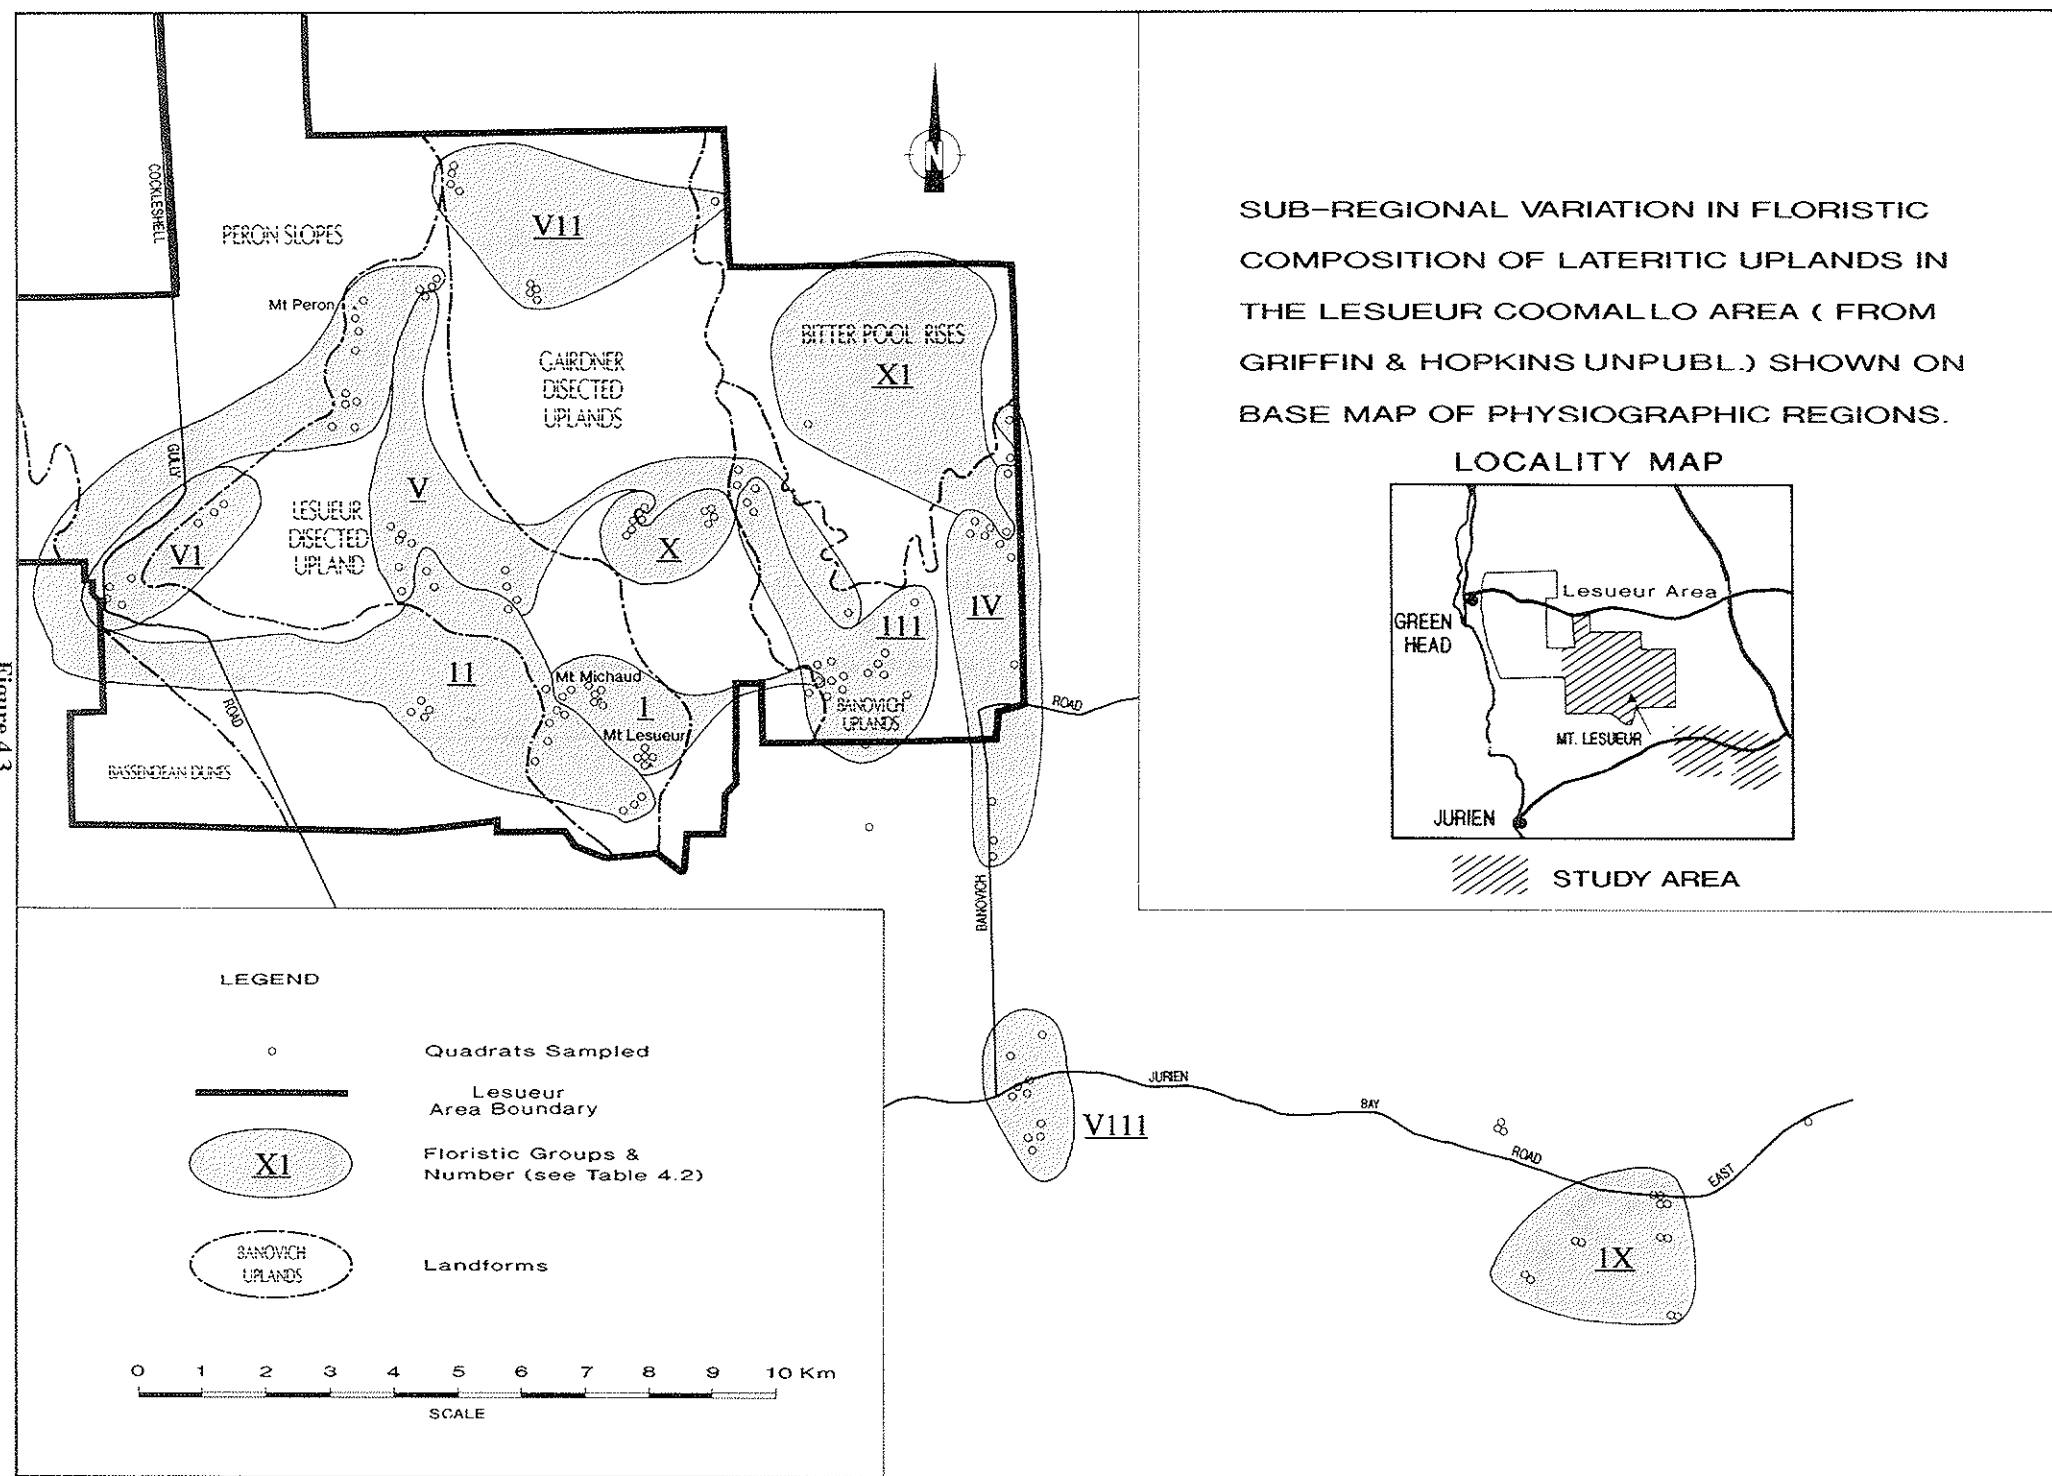 COCKLESHELL
GULLY
ROAD
PERON SLOPES
Mt Peron
V11
GAIRDNER
DISECTED
UPLANDS
BITTER POOL RISES
X1
N
V
LESUEUR
DISECTED
UPLAND
V1
X
1V
111
11
Mt Michaud
1
Mt Lesueur
BANOVICH
UPLANDS
BASSENDEAN DUNES
BANOVICH
ROAD
V111
JURIEN
BAY
ROAD
EAST
1X
SUB-REGIONAL VARIATION IN FLORISTIC
COMPOSITION OF LATERITIC UPLANDS IN
THE LESUEUR COOMALLO AREA ( FROM
GRIFFIN & HOPKINS UNPUBL.) SHOWN ON
BASE MAP OF PHYSIOGRAPHIC REGIONS.
LOCALITY MAP
Lesueur Area
GREEN
HEAD
MT. LESUEUR
JURIEN
STUDY AREA
LEGEND
Quadrats Sampled
Lesueur
Area Boundary
X1
Floristic Groups &
Number (see Table 4.2)
BANOVICH
UPLANDS
Landforms
0 1 2 3 4 5 6 7 8 9 10 Km
SCALE
Figure 4.3